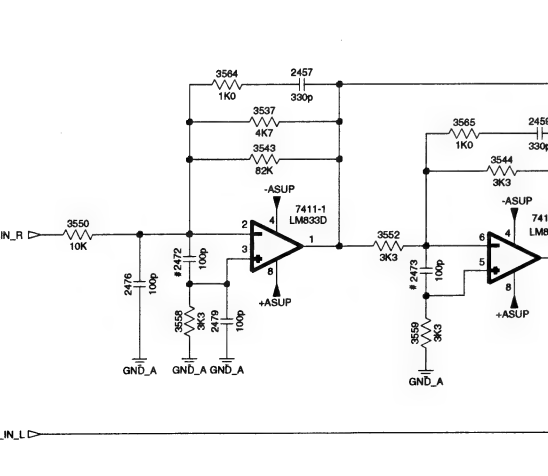 3564
2457
1K0
330p
3537
4K7
3565
1K0
330p
3543
82K
3544
3K3
-ASUP
-ASUP
7411-1
LM833D
4
4
IN_R
3550
10K
2
3
1
8
3552
3K3
6
5
8
#2472
100p
2476
100p
#2473
100p
+ASUP
+ASUP
3558
3K3
2479
100p
3559
3K3
GND_A
GND_A
GND_A
GND_A
_IN_L